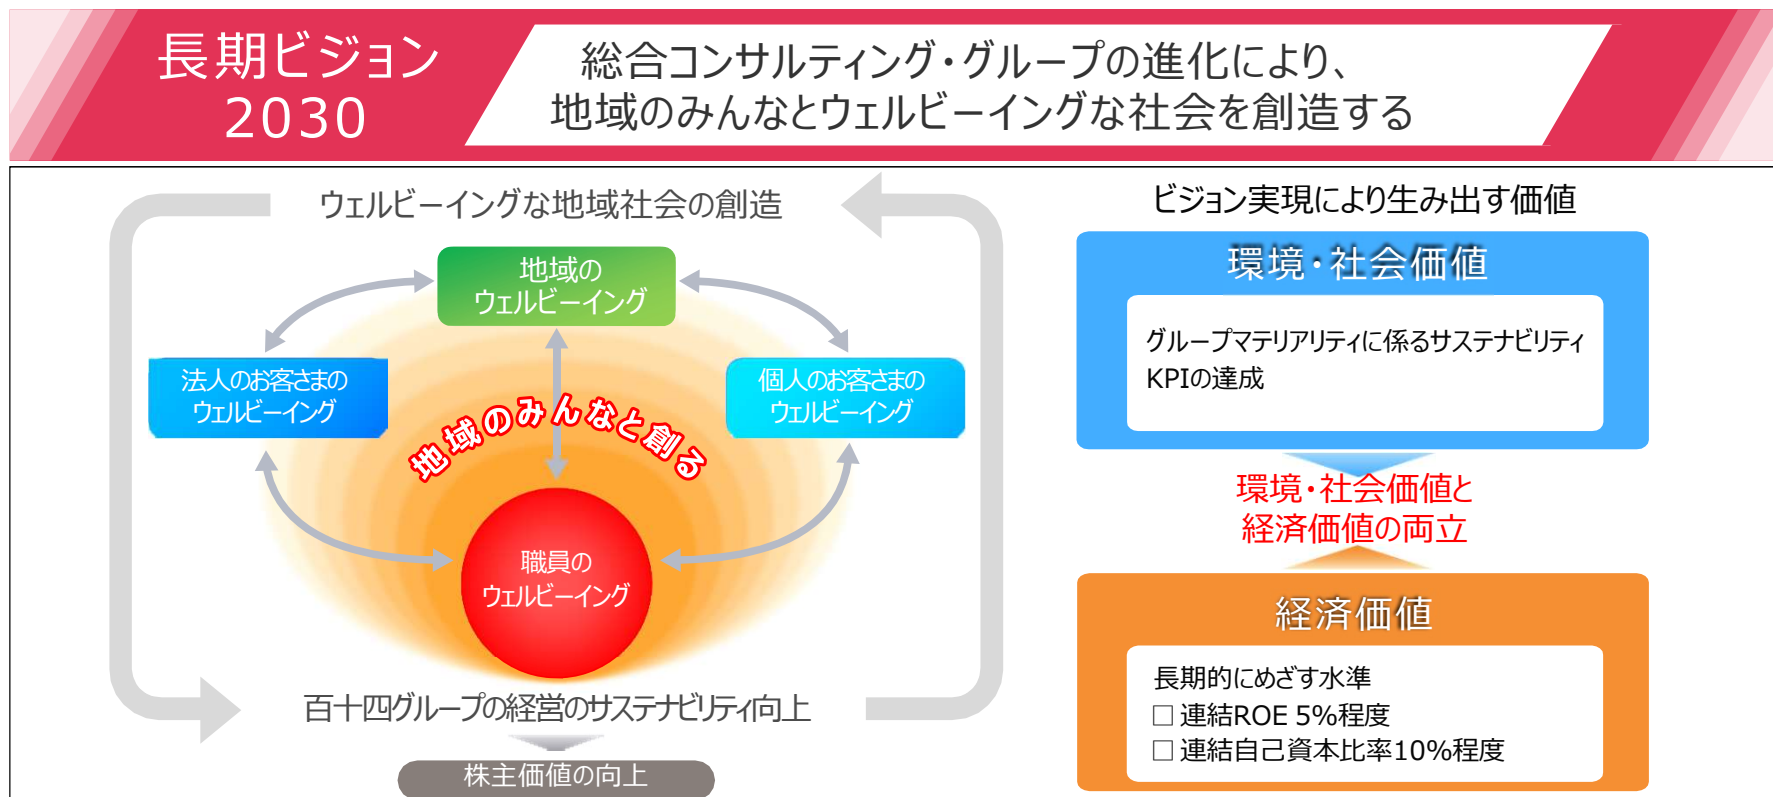 長期ビジョン
2030
総合コンサルティング・グループの進化により、
地域のみんなとウェルビーイングな社会を創造する
ウェルビーイングな地域社会の創造
地域の
ウェルビーイング
法人のお客さまの
ウェルビーイング
個人のお客さまの
ウェルビーイング
地域のみんなと創る
職員の
ウェルビーイング
百十四グループの経営のサステナビリティ向上
株主価値の向上
ビジョン実現により生み出す価値
環境・社会価値
グループマテリアリティに係るサステナビリティ
KPIの達成
環境・社会価値と
経済価値の両立
経済価値
長期的にめざす水準
□ 連結ROE 5%程度
□ 連結自己資本比率10%程度